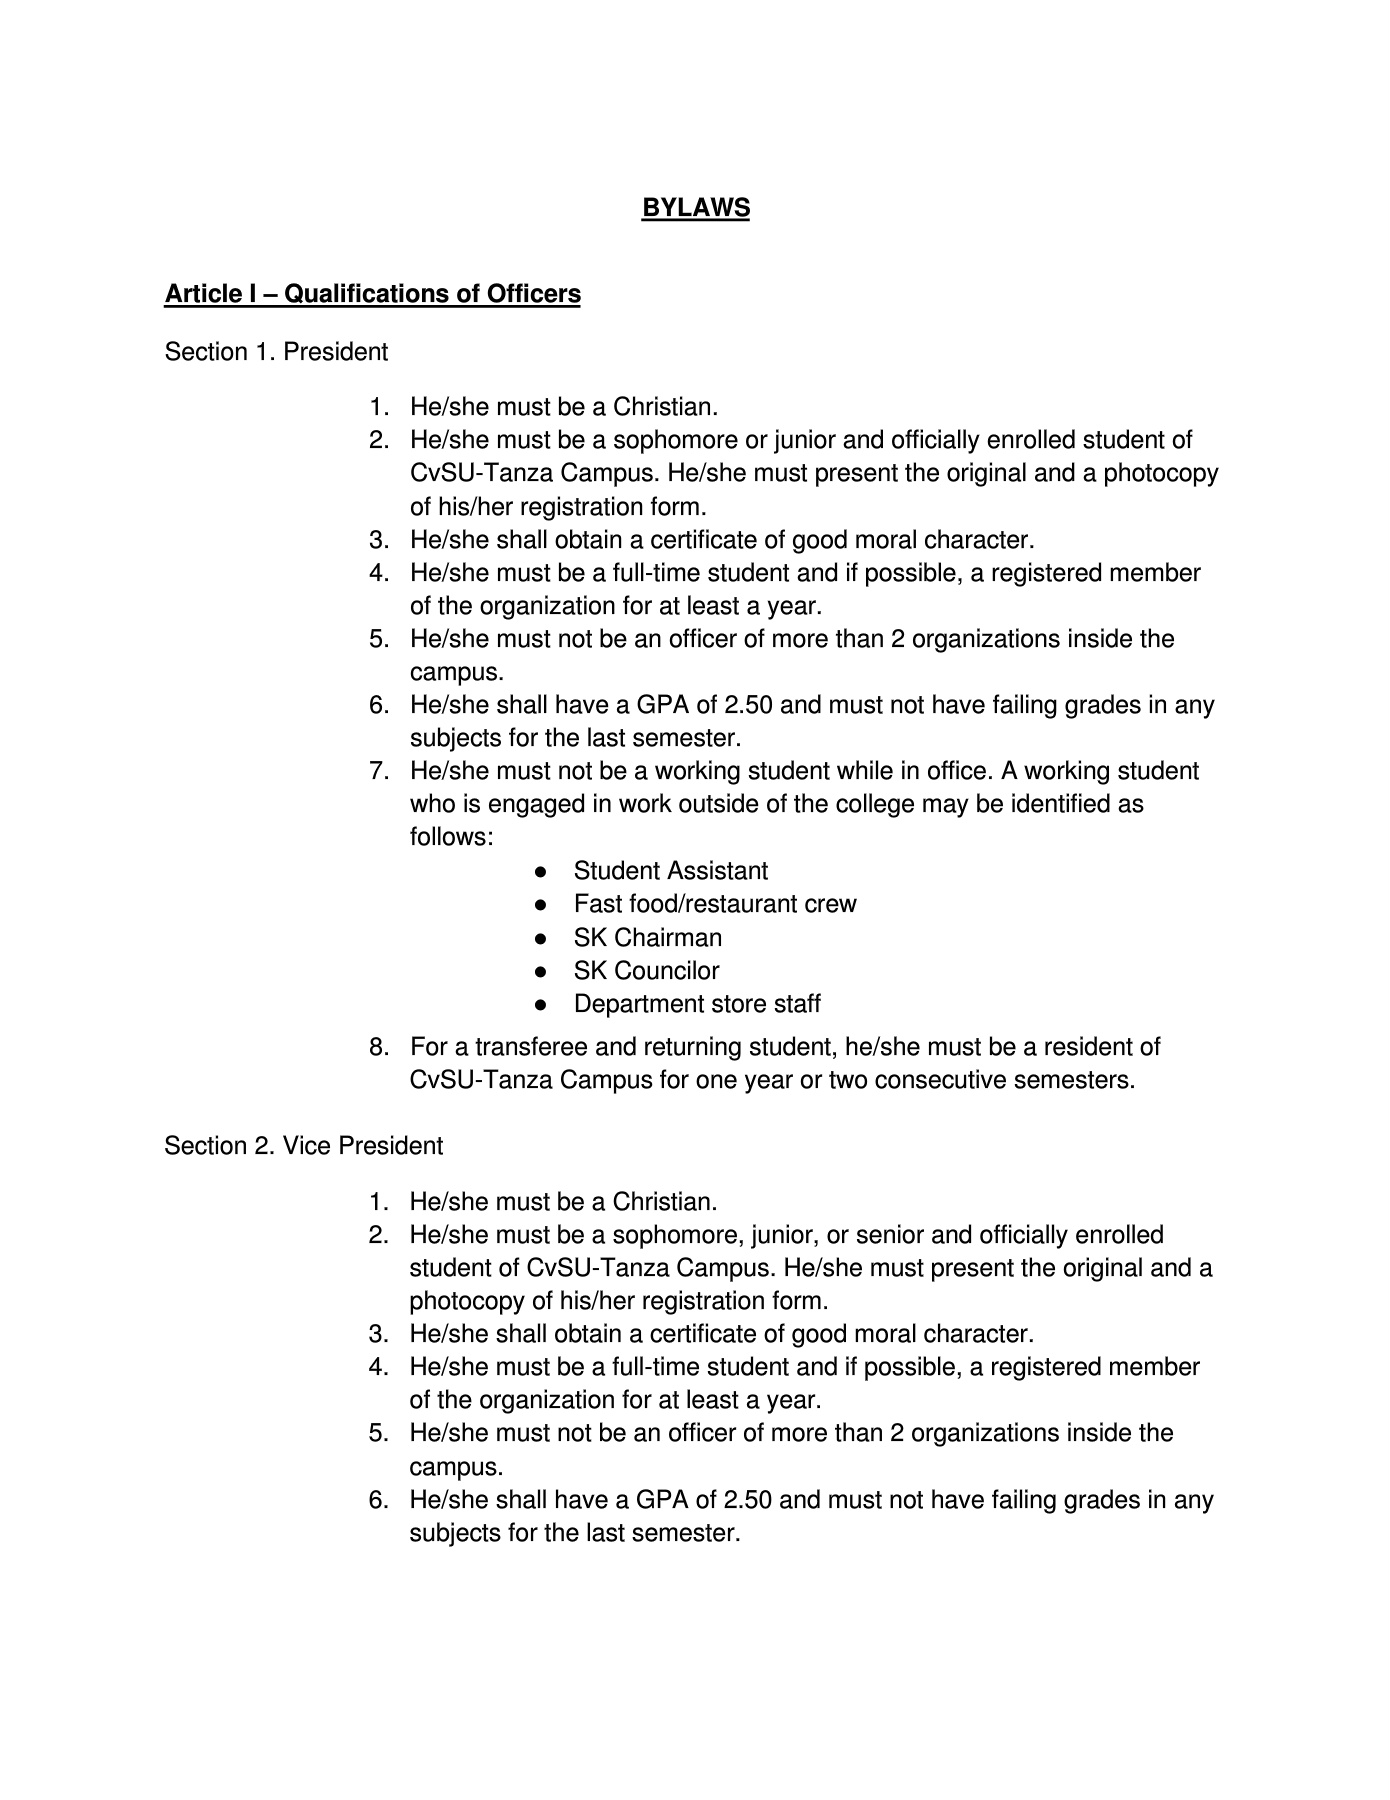 BYLAWS
Article I – Qualifications of Officers
Section 1. President
1. He/she must be a Christian.
2. He/she must be a sophomore or junior and officially enrolled student of
CvSU-Tanza Campus. He/she must present the original and a photocopy
of his/her registration form.
3. He/she shall obtain a certificate of good moral character.
4. He/she must be a full-time student and if possible, a registered member
of the organization for at least a year.
5. He/she must not be an officer of more than 2 organizations inside the
campus.
6. He/she shall have a GPA of 2.50 and must not have failing grades in any
subjects for the last semester.
7. He/she must not be a working student while in office. A working student
who is engaged in work outside of the college may be identified as
follows:
● Student Assistant
● Fast food/restaurant crew
● SK Chairman
● SK Councilor
● Department store staff
8. For a transferee and returning student, he/she must be a resident of
CvSU-Tanza Campus for one year or two consecutive semesters.
Section 2. Vice President
1. He/she must be a Christian.
2. He/she must be a sophomore, junior, or senior and officially enrolled
student of CvSU-Tanza Campus. He/she must present the original and a
photocopy of his/her registration form.
3. He/she shall obtain a certificate of good moral character.
4. He/she must be a full-time student and if possible, a registered member
of the organization for at least a year.
5. He/she must not be an officer of more than 2 organizations inside the
campus.
6. He/she shall have a GPA of 2.50 and must not have failing grades in any
subjects for the last semester.